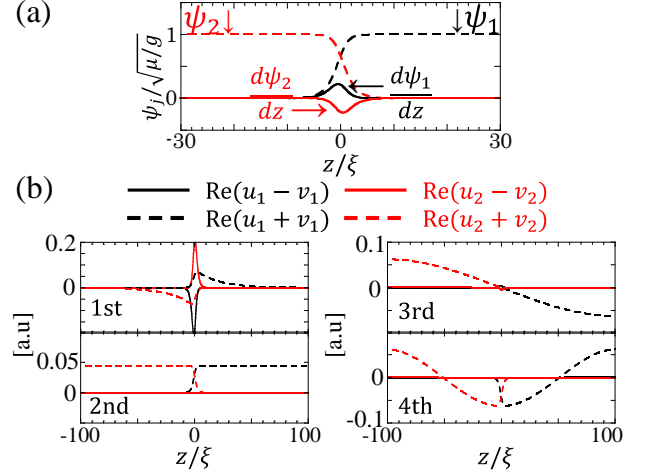 (a)
ψ₂↓ ↓ψ₁
ψⱼ/√μ/g
1
0
dψ₂/dz → ← dψ₁/dz
-30 0 30
z/ξ
(b)
Re(u₁ − v₁) Re(u₂ − v₂)
Re(u₁ + v₁) Re(u₂ + v₂)
[a.u]
0.2
0
1st
0.05
0
2nd
-100 0 100
z/ξ
[a.u]
0.1
0
3rd
0
-0.1
4th
-100 0 100
z/ξ